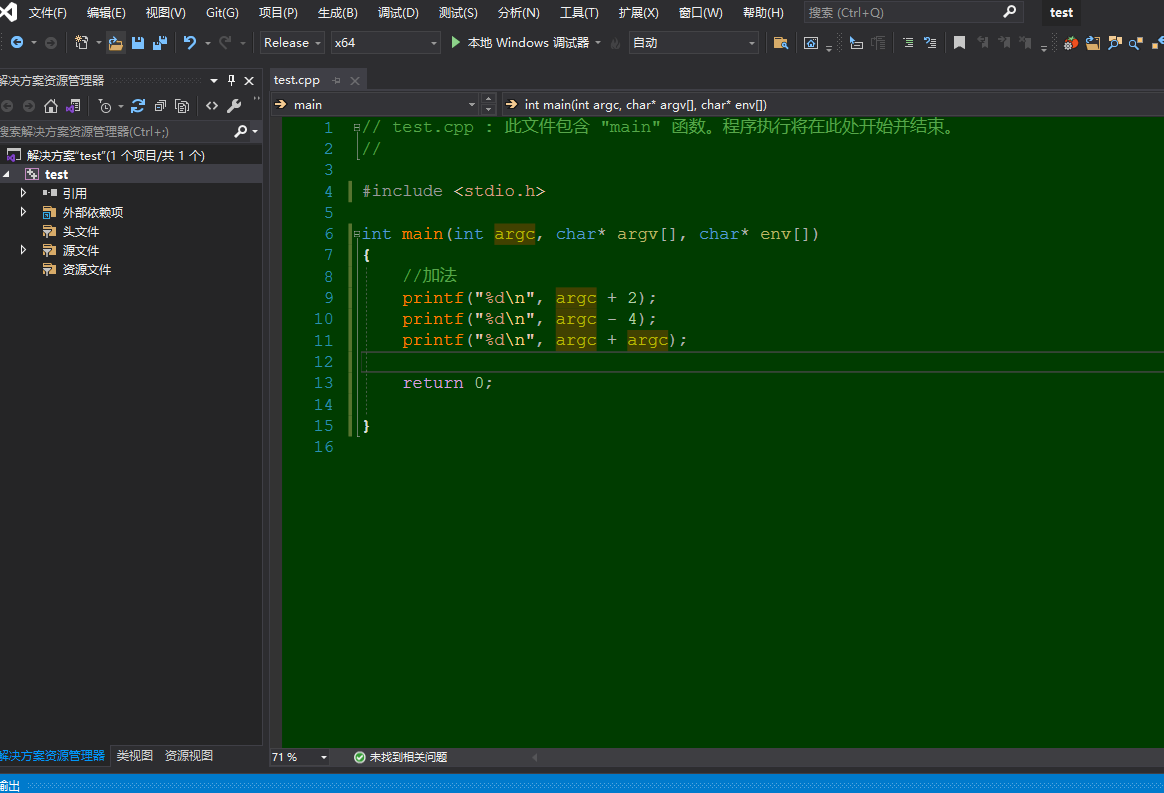 文件(F) 编辑(E) 视图(V) Git(G) 项目(P) 生成(B) 调试(D) 测试(S) 分析(N) 工具(T) 扩展(X) 窗口(W) 帮助(H) 搜索 (Ctrl+Q) test
Release x64 本地 Windows 调试器 自动
解决方案资源管理器
搜索解决方案资源管理器(Ctrl+;)
解决方案"test"(1 个项目/共 1 个)
test
引用
外部依赖项
头文件
源文件
资源文件
解决方案资源管理器 类视图 资源视图
test.cpp
main int main(int argc, char* argv[], char* env[])
1 // test.cpp : 此文件包含 "main" 函数。程序执行将在此处开始并结束。
2 //
3
4 #include <stdio.h>
5
6 int main(int argc, char* argv[], char* env[])
7 {
8 //加法
9 printf("%d\n", argc + 2);
10 printf("%d\n", argc - 4);
11 printf("%d\n", argc + argc);
12
13 return 0;
14
15 }
16
71 % 未找到相关问题
输出